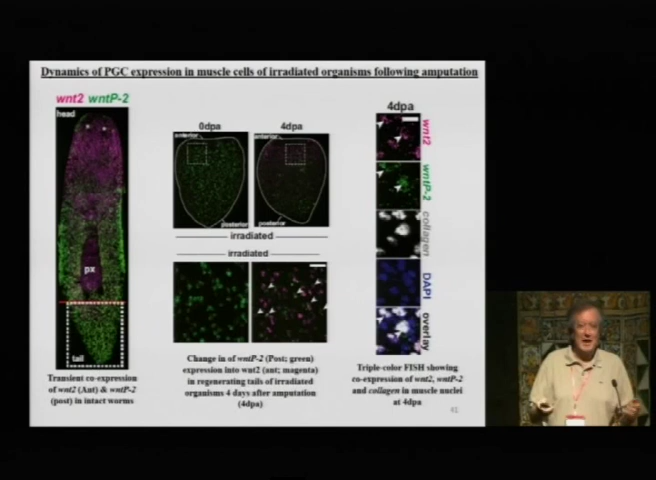 Dynamics of PGC expression in muscle cells of irradiated organisms following amputation
wnt2 wntP-2
head
px
tail
Transient co-expression
of wnt2 (Ant) & wntP-2
(post) in intact worms
0dpa
4dpa
anterior
anterior
posterior
posterior
irradiated
irradiated
Change in of wntP-2 (Post; green)
expression into wnt2 (ant; magenta)
in regenerating tails of irradiated
organisms 4 days after amputation
(4dpa)
4dpa
wnt2
wntP-2
collagen
DAPI
overlay
Triple-color FISH showing
co-expression of wnt2, wntP-2
and collagen in muscle nuclei
at 4dpa
41